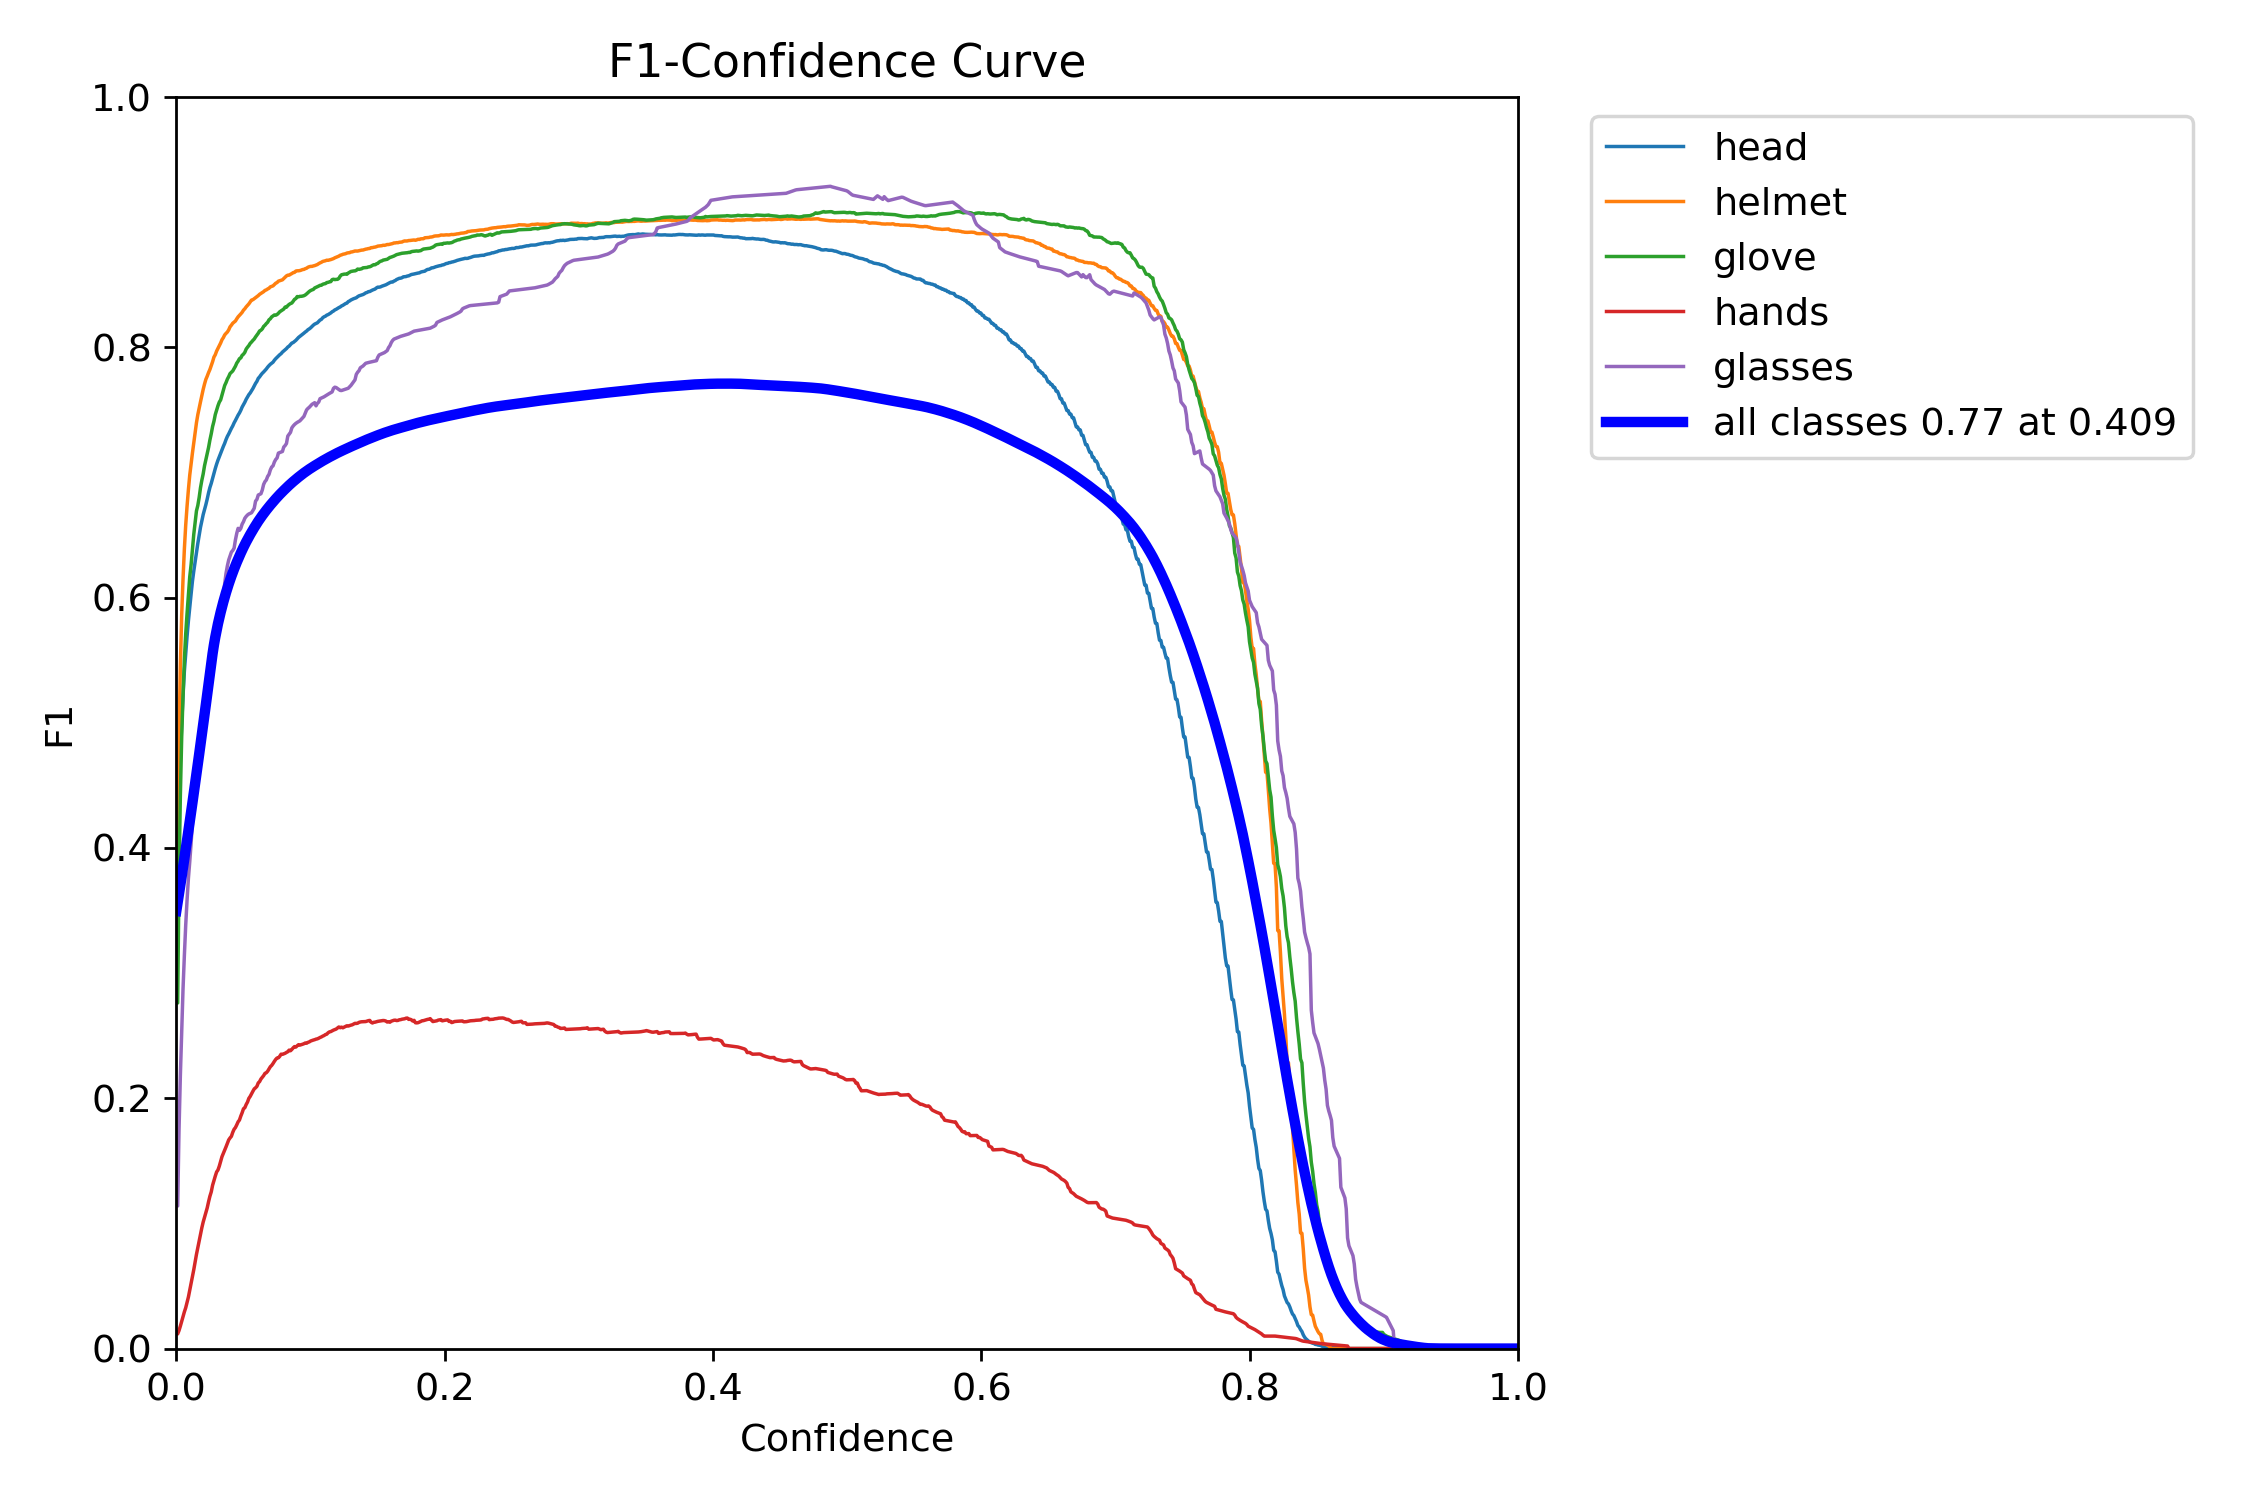 F1-Confidence Curve
1.0
0.8
0.6
0.4
0.2
0.0
F1
0.0 0.2 0.4 0.6 0.8 1.0
Confidence
head
helmet
glove
hands
glasses
all classes 0.77 at 0.409